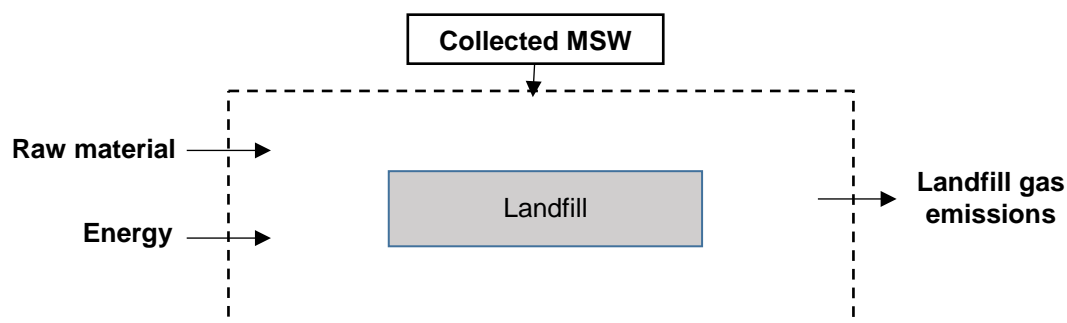 Collected MSW
Raw material
Landfill
Landfill gas
emissions
Energy